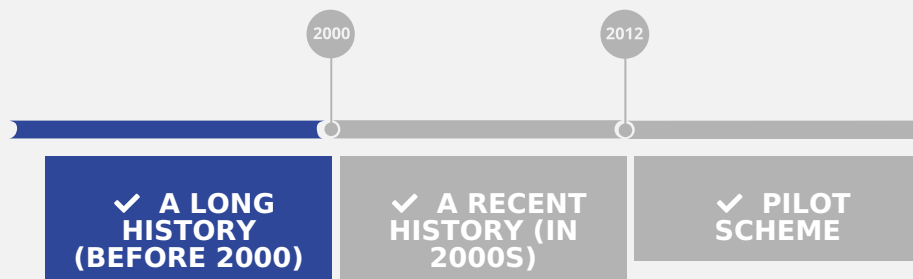 2000
2012
A LONG
HISTORY
(BEFORE 2000)
A RECENT
HISTORY (IN
2000S)
PILOT
SCHEME